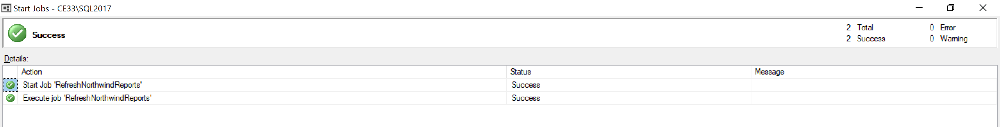 Start Jobs - CE33\SQL2017
Success
2 Total 0 Error
2 Success 0 Warning
Details:
Action Status Message
Start Job 'RefreshNorthwindReports' Success
Execute job 'RefreshNorthwindReports' Success